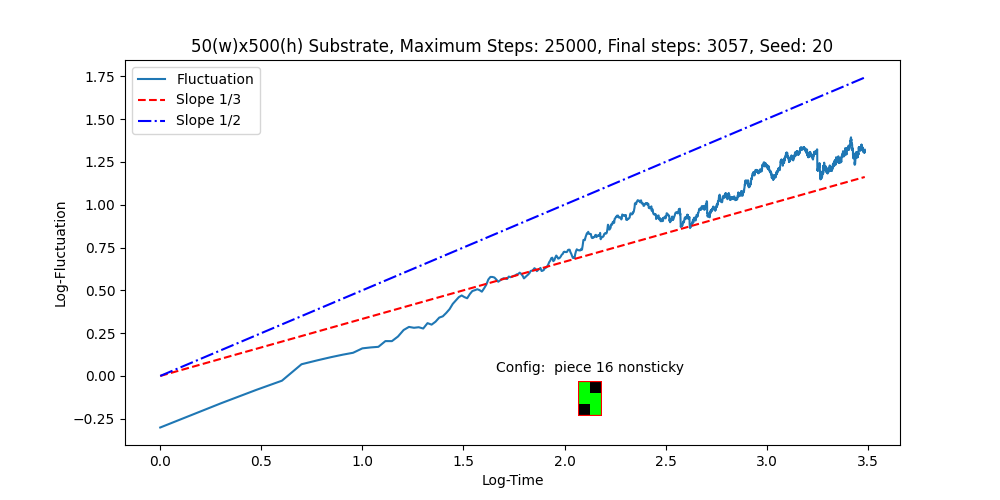 50(w)x500(h) Substrate, Maximum Steps: 25000, Final steps: 3057, Seed: 20
Fluctuation
Slope 1/3
Slope 1/2
1.75
1.50
1.25
1.00
0.75
0.50
0.25
0.00
−0.25
Log-Fluctuation
Config:  piece 16 nonsticky
0.0 0.5 1.0 1.5 2.0 2.5 3.0 3.5
Log-Time